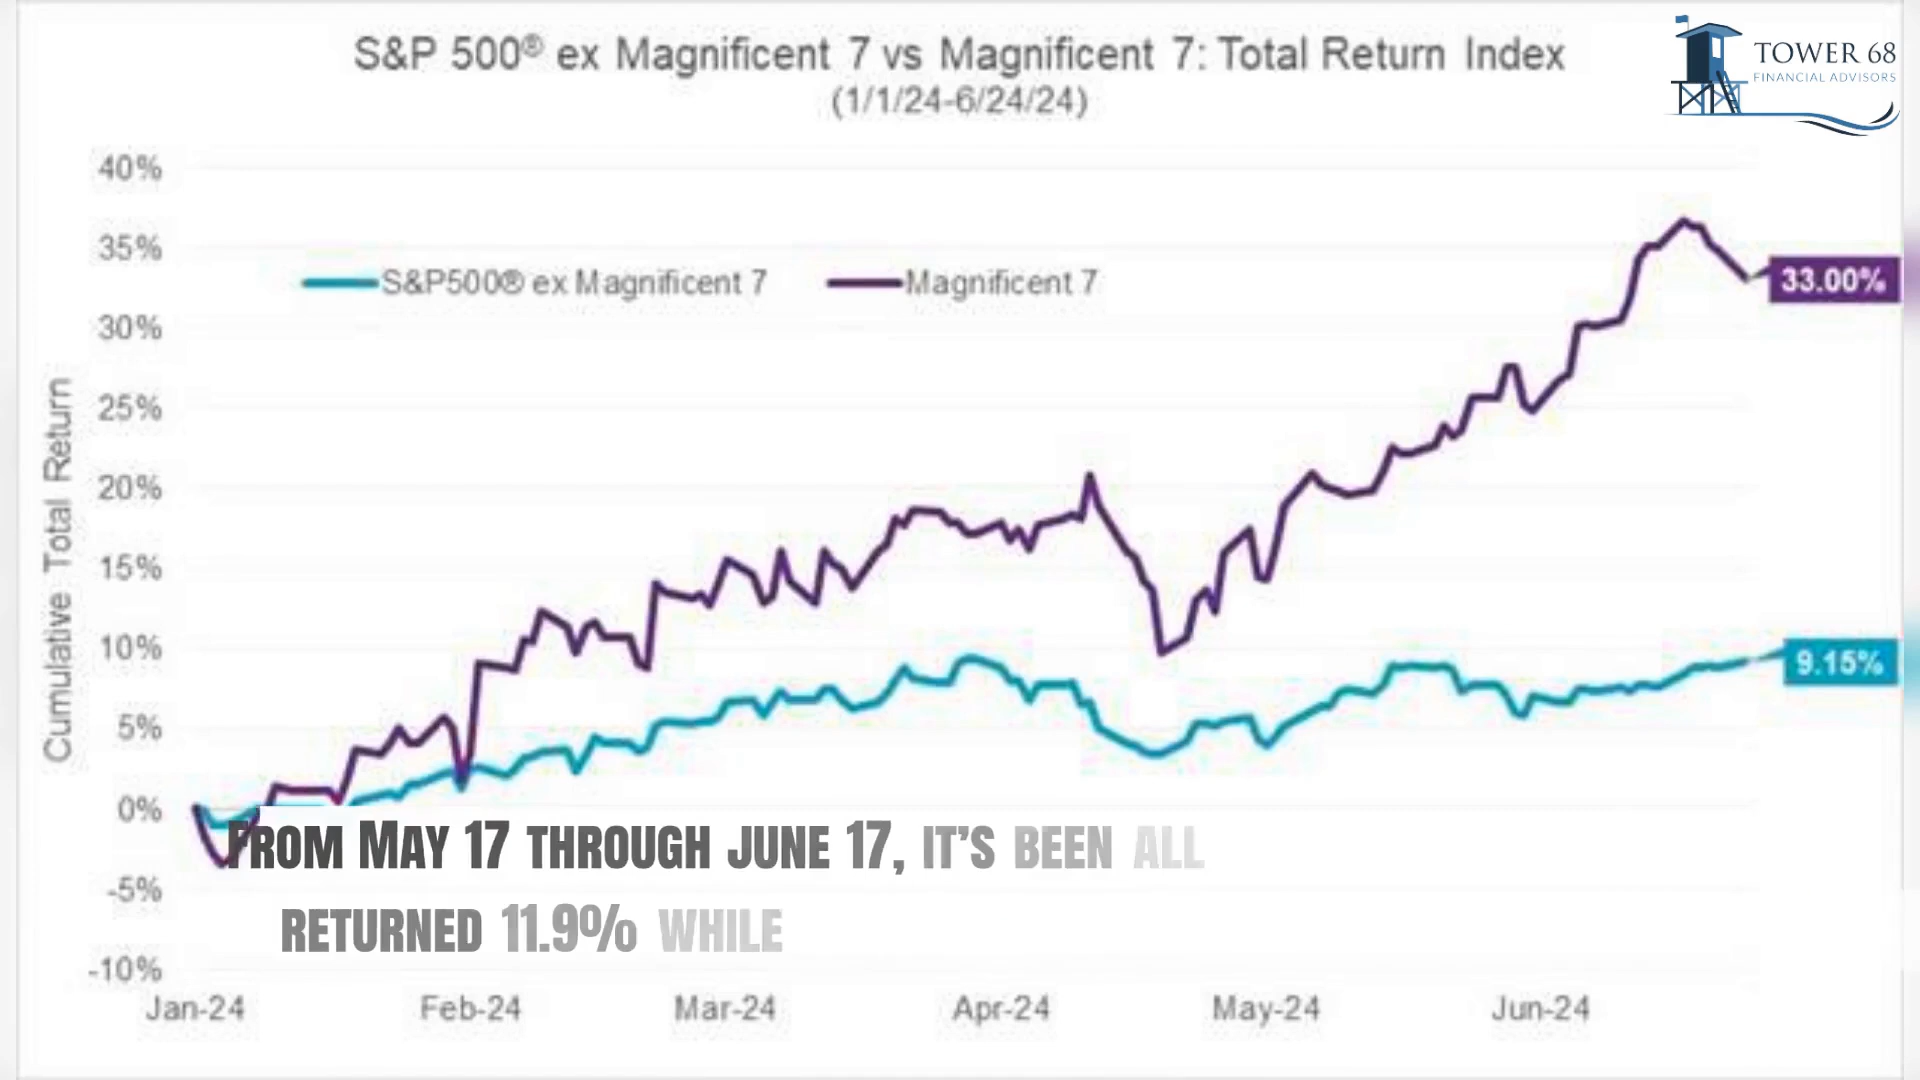 S&P 500® ex Magnificent 7 vs Magnificent 7: Total Return Index
(1/1/24-6/24/24)
TOWER 68
FINANCIAL ADVISORS
40%
35%
30%
25%
20%
15%
10%
5%
0%
-5%
-10%
Cumulative Total Return
S&P500® ex Magnificent 7
Magnificent 7
33.00%
9.15%
FROM MAY 17 THROUGH JUNE 17, IT'S BEEN ALL
RETURNED 11.9% WHILE
Jan-24
Feb-24
Mar-24
Apr-24
May-24
Jun-24